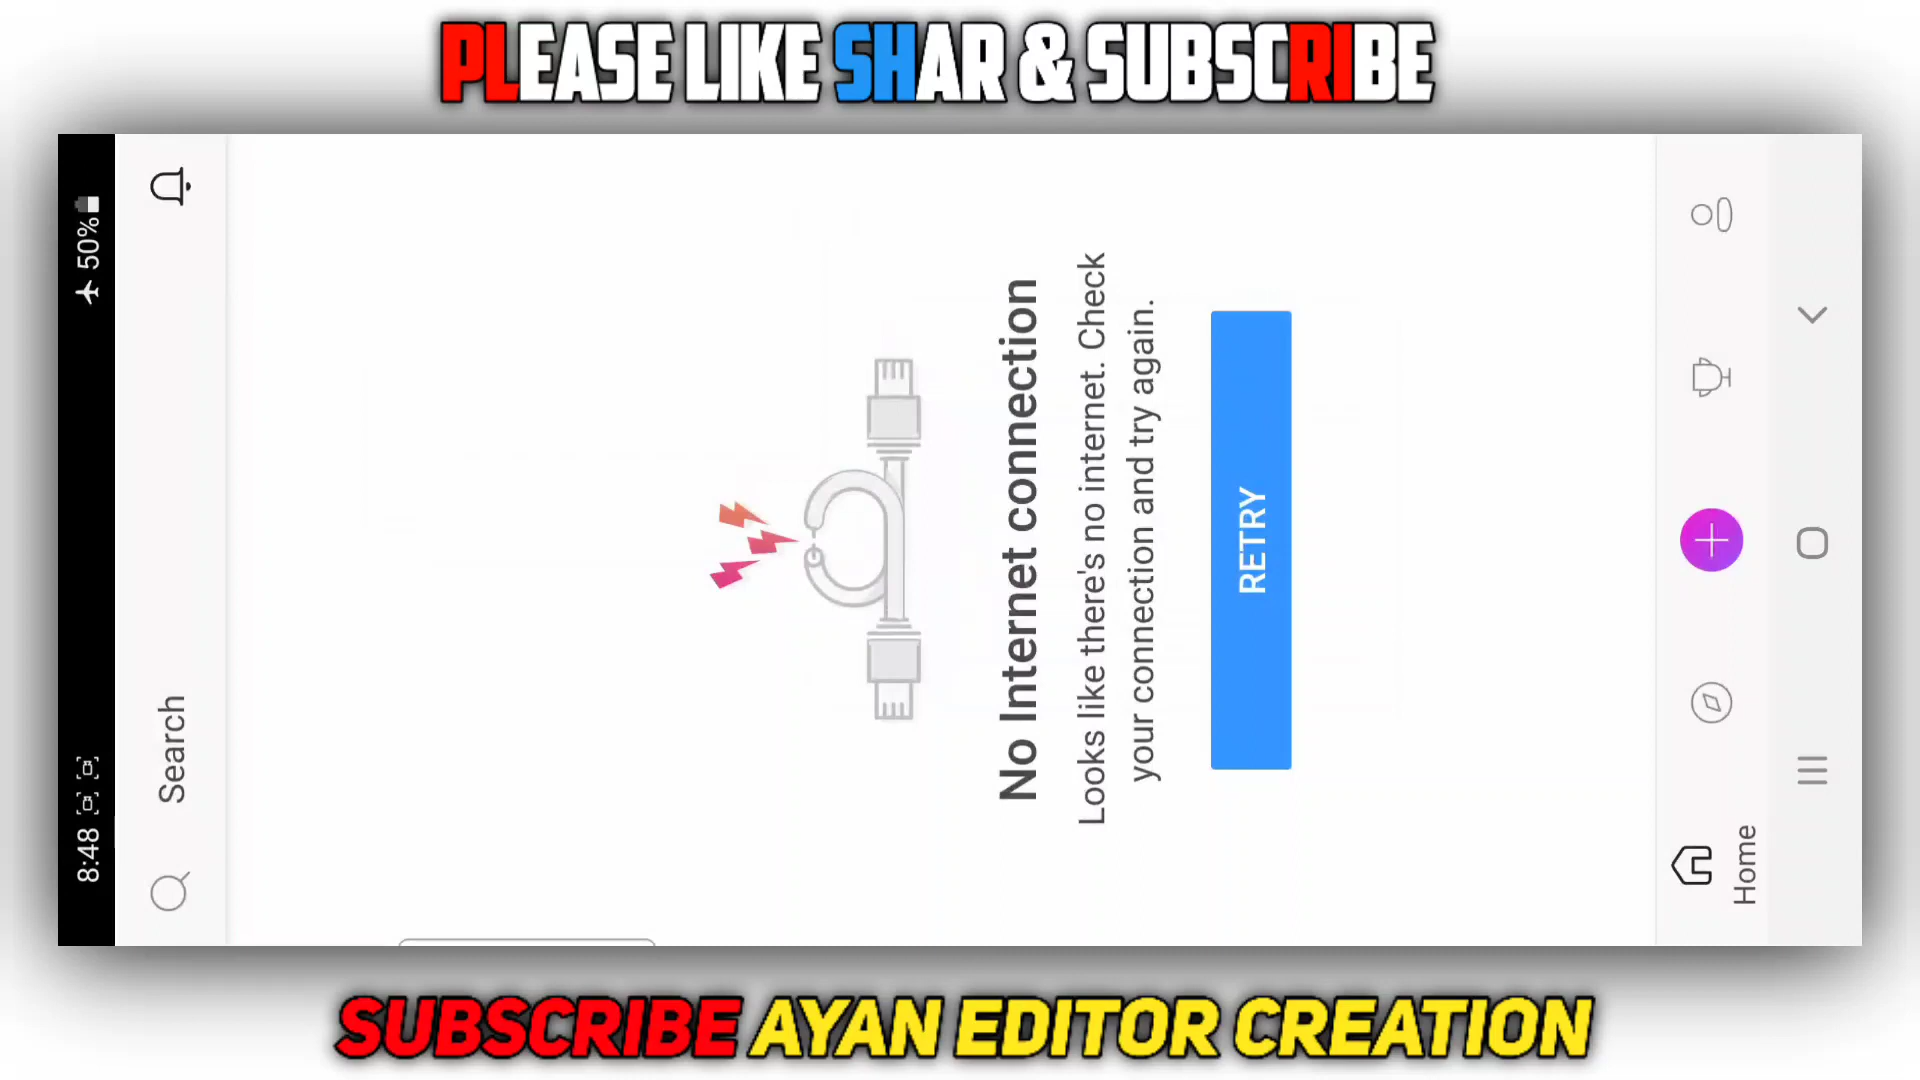 PLEASE LIKE SHAR & SUBSCRIBE
8:48
50%
Search
No Internet connection
Looks like there's no internet. Check
your connection and try again.
RETRY
Home
SUBSCRIBE AYAN EDITOR CREATION